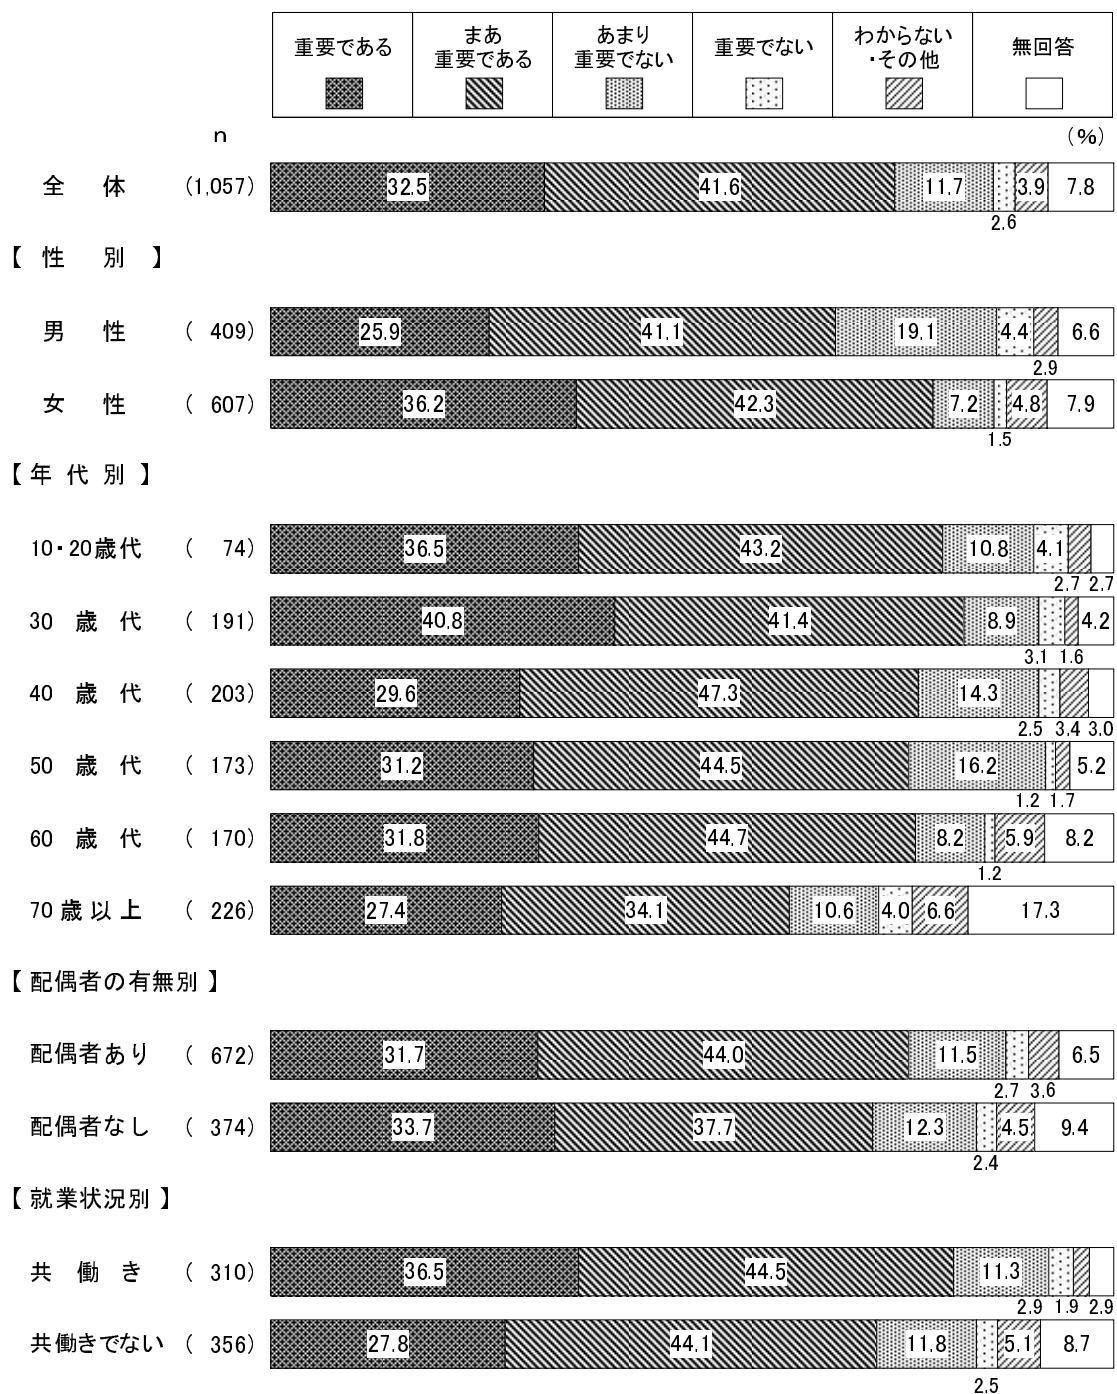 重要である
まあ
重要である
あまり
重要でない
重要でない
わからない
・その他
無回答
n
(%)
全 体 (1,057) 32.5 41.6 11.7 3.9 7.8
2.6
【 性 別 】
男 性 ( 409) 25.9 41.1 19.1 4.4 6.6
2.9
女 性 ( 607) 36.2 42.3 7.2 4.8 7.9
1.5
【 年 代 別 】
10・20歳代 ( 74) 36.5 43.2 10.8 4.1
2.7 2.7
30 歳 代 ( 191) 40.8 41.4 8.9 4.2
3.1 1.6
40 歳 代 ( 203) 29.6 47.3 14.3
2.5 3.4 3.0
50 歳 代 ( 173) 31.2 44.5 16.2 5.2
1.2 1.7
60 歳 代 ( 170) 31.8 44.7 8.2 5.9 8.2
1.2
70 歳 以 上 ( 226) 27.4 34.1 10.6 4.0 6.6 17.3
【 配偶者の有無別 】
配偶者あり ( 672) 31.7 44.0 11.5 6.5
2.7 3.6
配偶者なし ( 374) 33.7 37.7 12.3 4.5 9.4
2.4
【 就業状況別 】
共 働 き ( 310) 36.5 44.5 11.3
2.9 1.9 2.9
共働きでない ( 356) 27.8 44.1 11.8 5.1 8.7
2.5